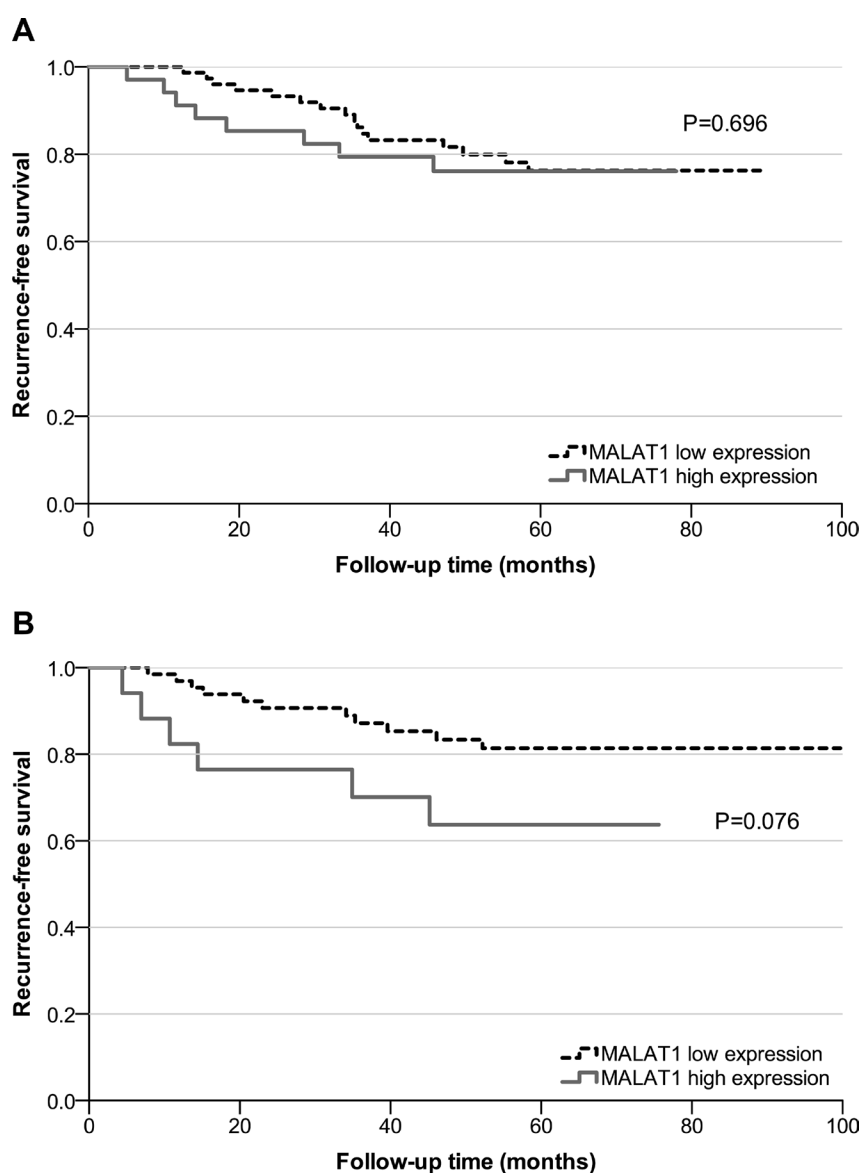 A
1.0
0.8
0.6
0.4
0.2
0.0
Recurrence-free survival
P=0.696
MALAT1 low expression
MALAT1 high expression
0 20 40 60 80 100
Follow-up time (months)
B
1.0
0.8
0.6
0.4
0.2
0.0
Recurrence-free survival
P=0.076
MALAT1 low expression
MALAT1 high expression
0 20 40 60 80 100
Follow-up time (months)